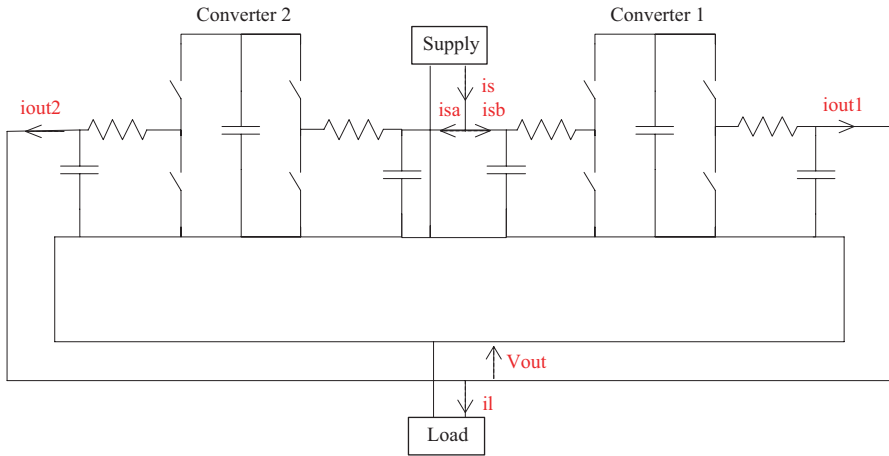 Converter 2
Converter 1
Supply
is
isa
isb
iout2
iout1
Vout
il
Load